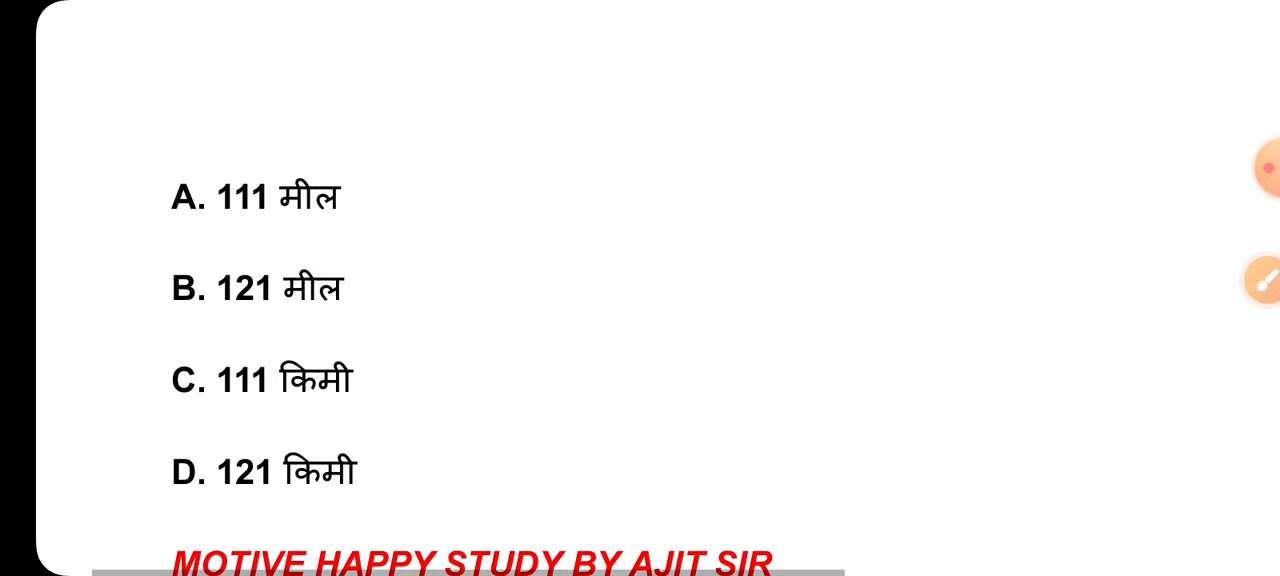 A. 111 मील
B. 121 मील
C. 111 किमी
D. 121 किमी
MOTIVE HAPPY STUDY BY AJIT SIR